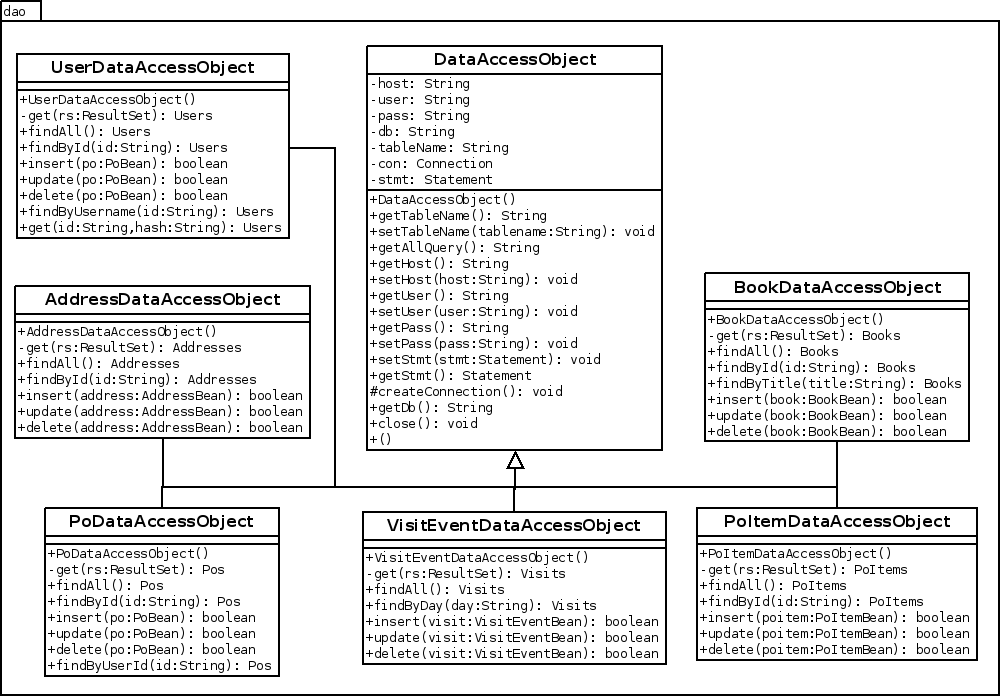 dao
UserDataAccessObject
+UserDataAccessObject()
-get(rs:ResultSet): Users
+findAll(): Users
+findById(id:String): Users
+insert(po:PoBean): boolean
+update(po:PoBean): boolean
+delete(po:PoBean): boolean
+findByUsername(id:String): Users
+get(id:String,hash:String): Users
DataAccessObject
-host: String
-user: String
-pass: String
-db: String
-tableName: String
-con: Connection
-stmt: Statement
+DataAccessObject()
+getTableName(): String
+setTableName(tablename:String): void
+getAllQuery(): String
+getHost(): String
+setHost(host:String): void
+getUser(): String
+setUser(user:String): void
+getPass(): String
+setPass(pass:String): void
+setStmt(stmt:Statement): void
+getStmt(): Statement
#createConnection(): void
+getDb(): String
+close(): void
+()
AddressDataAccessObject
+AddressDataAccessObject()
-get(rs:ResultSet): Addresses
+findAll(): Addresses
+findById(id:String): Addresses
+insert(address:AddressBean): boolean
+update(address:AddressBean): boolean
+delete(address:AddressBean): boolean
BookDataAccessObject
+BookDataAccessObject()
-get(rs:ResultSet): Books
+findAll(): Books
+findById(id:String): Books
+findByTitle(title:String): Books
+insert(book:BookBean): boolean
+update(book:BookBean): boolean
+delete(book:BookBean): boolean
PoDataAccessObject
+PoDataAccessObject()
-get(rs:ResultSet): Pos
+findAll(): Pos
+findById(id:String): Pos
+insert(po:PoBean): boolean
+update(po:PoBean): boolean
+delete(po:PoBean): boolean
+findByUserId(id:String): Pos
VisitEventDataAccessObject
+VisitEventDataAccessObject()
-get(rs:ResultSet): Visits
+findAll(): Visits
+findByDay(day:String): Visits
+insert(visit:VisitEventBean): boolean
+update(visit:VisitEventBean): boolean
+delete(visit:VisitEventBean): boolean
PoItemDataAccessObject
+PoItemDataAccessObject()
-get(rs:ResultSet): PoItems
+findAll(): PoItems
+findById(id:String): PoItems
+insert(poitem:PoItemBean): boolean
+update(poitem:PoItemBean): boolean
+delete(poitem:PoItemBean): boolean